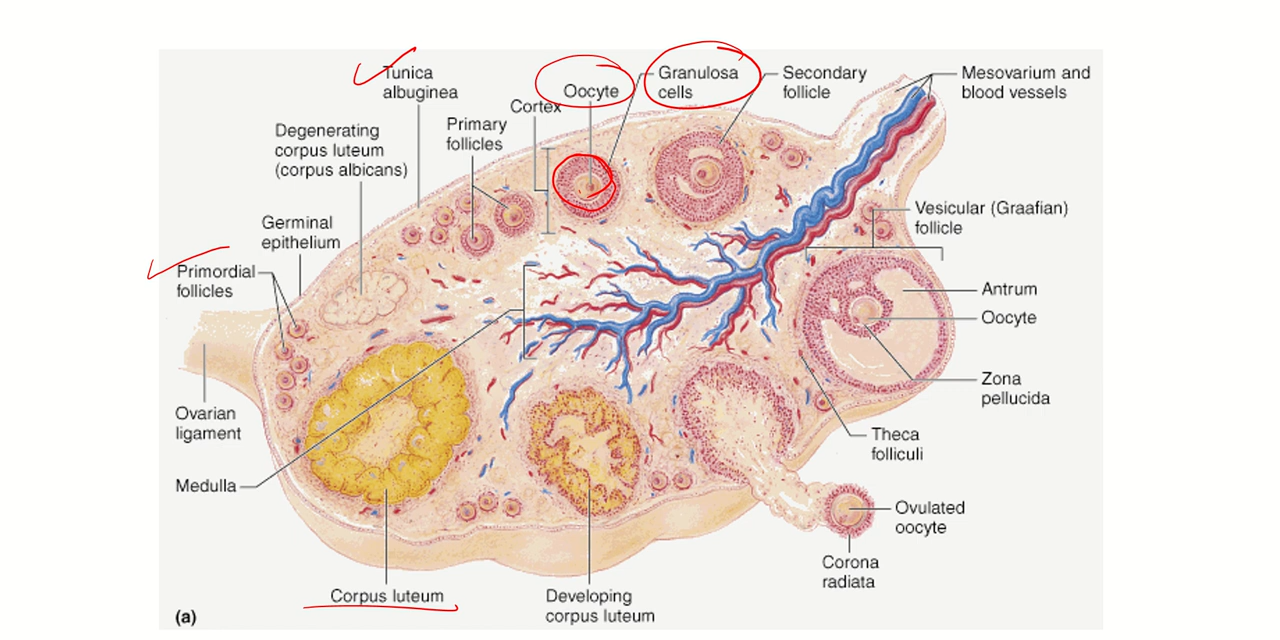 Tunica
albuginea
Oocyte
Granulosa
cells
Secondary
follicle
Mesovarium and
blood vessels
Cortex
Primary
follicles
Degenerating
corpus luteum
(corpus albicans)
Germinal
epithelium
Primordial
follicles
Vesicular (Graafian)
follicle
Antrum
Oocyte
Zona
pellucida
Ovarian
ligament
Theca
folliculi
Medulla
Ovulated
oocyte
Corona
radiata
Corpus luteum
Developing
corpus luteum
(a)